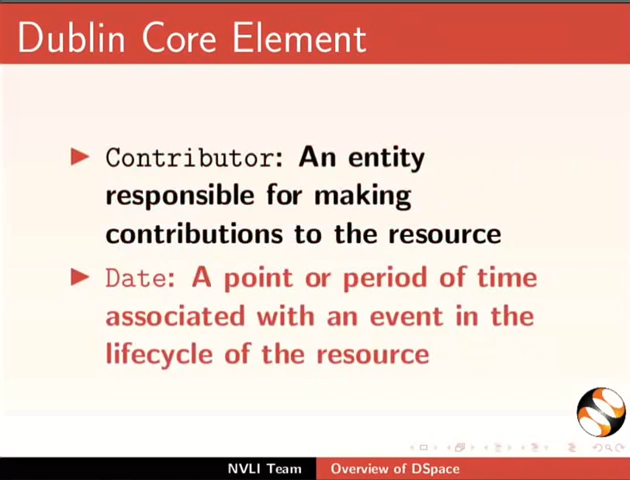 Dublin Core Element
Contributor: An entity
responsible for making
contributions to the resource
Date: A point or period of time
associated with an event in the
lifecycle of the resource
NVLI Team
Overview of DSpace